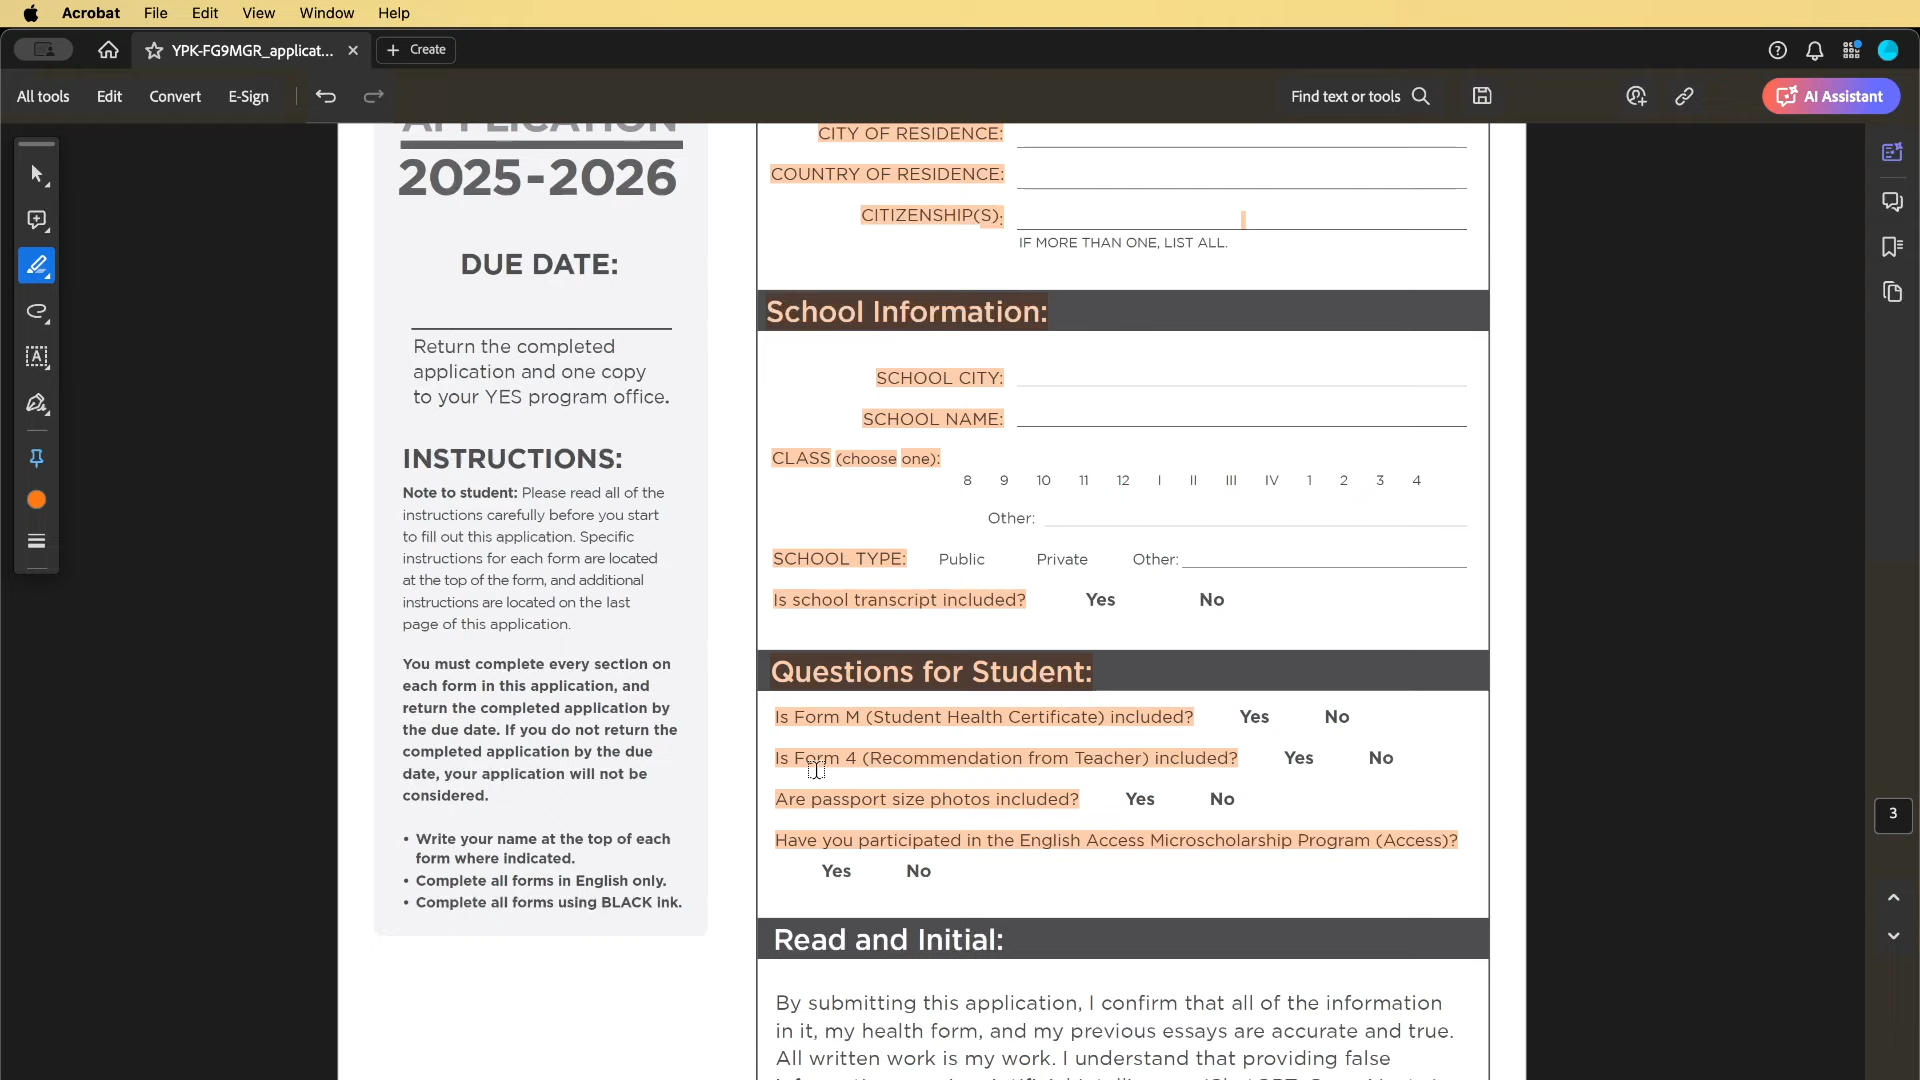 Acrobat File Edit View Window Help
YPK-FG9MGR_applicat... Create
All tools Edit Convert E-Sign Find text or tools AI Assistant
APPLICATION
2025-2026
DUE DATE:
Return the completed
application and one copy
to your YES program office.
INSTRUCTIONS:
Note to student: Please read all of the
instructions carefully before you start
to fill out this application. Specific
instructions for each form are located
at the top of the form, and additional
instructions are located on the last
page of this application.
You must complete every section on
each form in this application, and
return the completed application by
the due date. If you do not return the
completed application by the due
date, your application will not be
considered.
• Write your name at the top of each
form where indicated.
• Complete all forms in English only.
• Complete all forms using BLACK ink.
CITY OF RESIDENCE:
COUNTRY OF RESIDENCE:
CITIZENSHIP(S):
IF MORE THAN ONE, LIST ALL.
School Information:
SCHOOL CITY:
SCHOOL NAME:
CLASS (choose one):
8 9 10 11 12 I II III IV 1 2 3 4
Other:
SCHOOL TYPE: Public Private Other:
Is school transcript included? Yes No
Questions for Student:
Is Form M (Student Health Certificate) included? Yes No
Is Form 4 (Recommendation from Teacher) included? Yes No
Are passport size photos included? Yes No
Have you participated in the English Access Microscholarship Program (Access)?
Yes No
Read and Initial:
By submitting this application, I confirm that all of the information
in it, my health form, and my previous essays are accurate and true.
All written work is my work. I understand that providing false
3